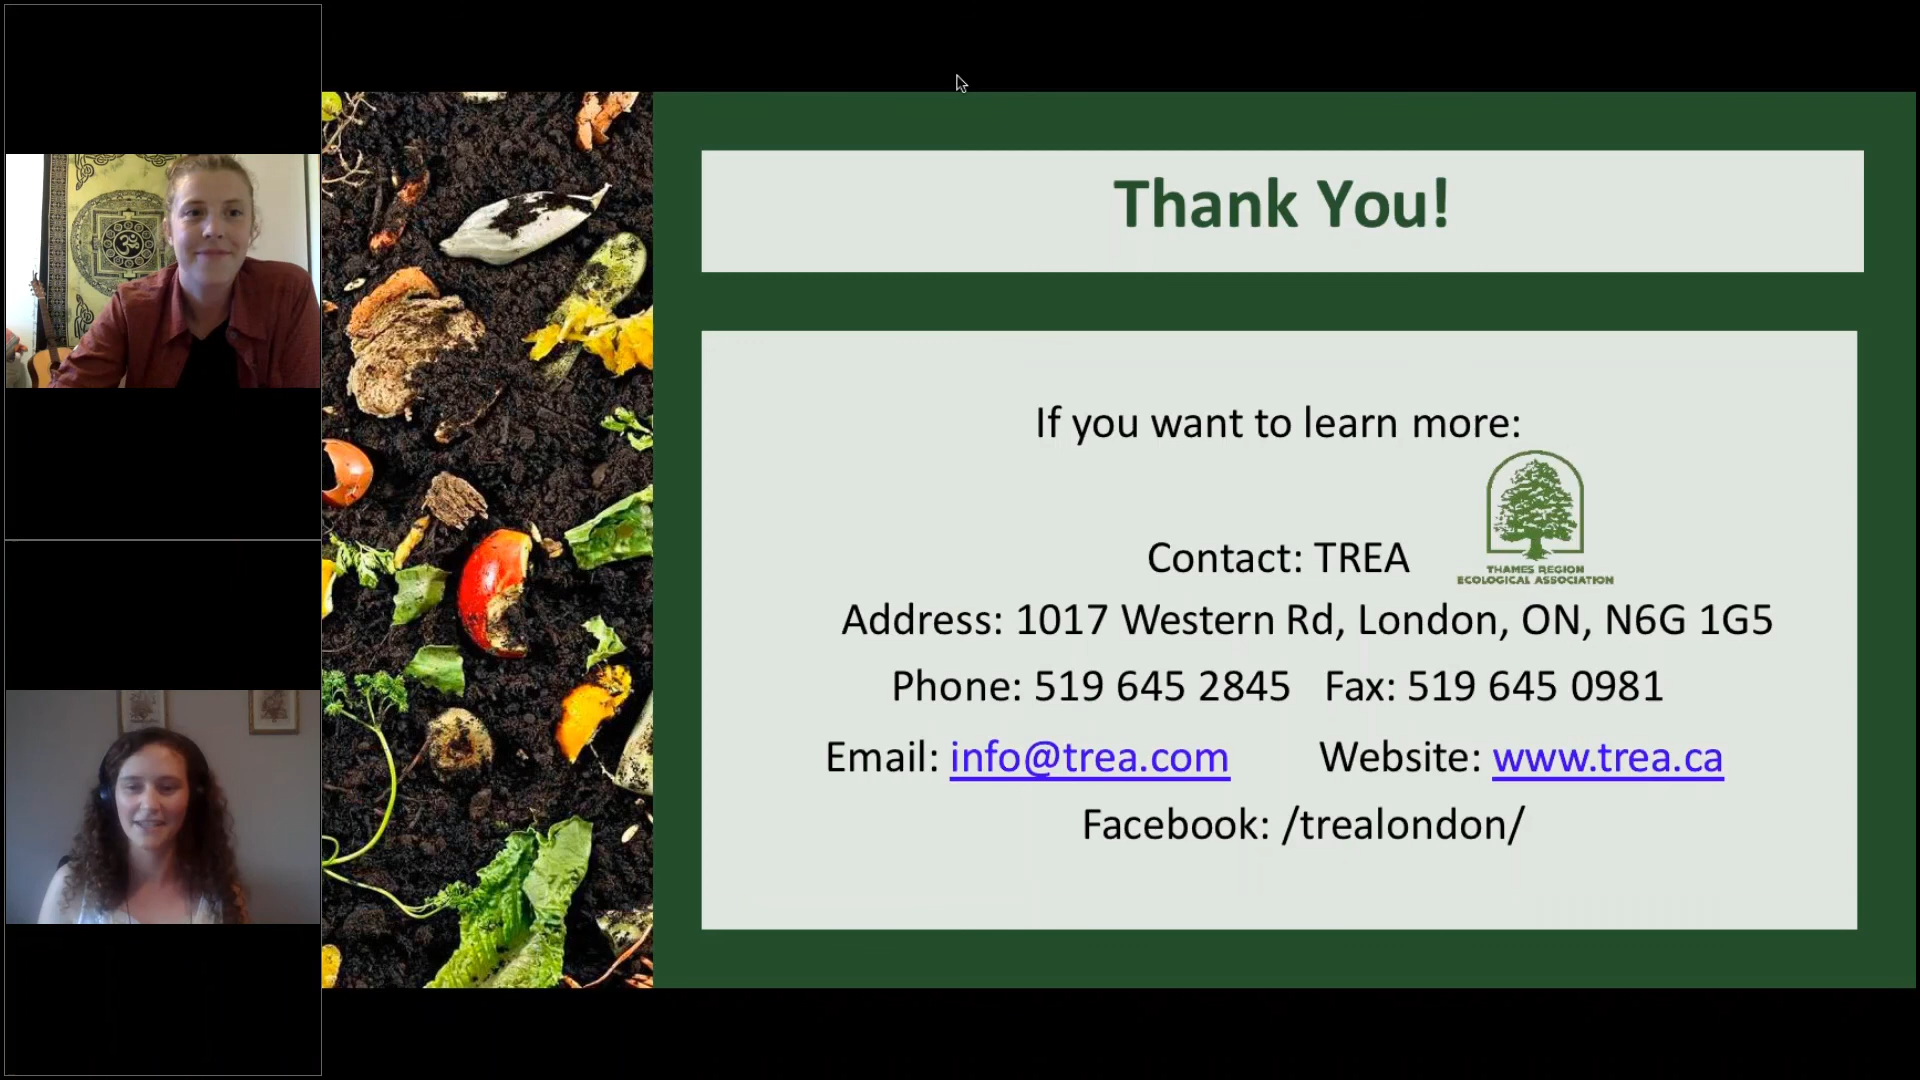 Thank You!
If you want to learn more:
Contact: TREA
THAMES REGION
ECOLOGICAL ASSOCIATION
Address: 1017 Western Rd, London, ON, N6G 1G5
Phone: 519 645 2845 Fax: 519 645 0981
Email: info@trea.com Website: www.trea.ca
Facebook: /trealondon/